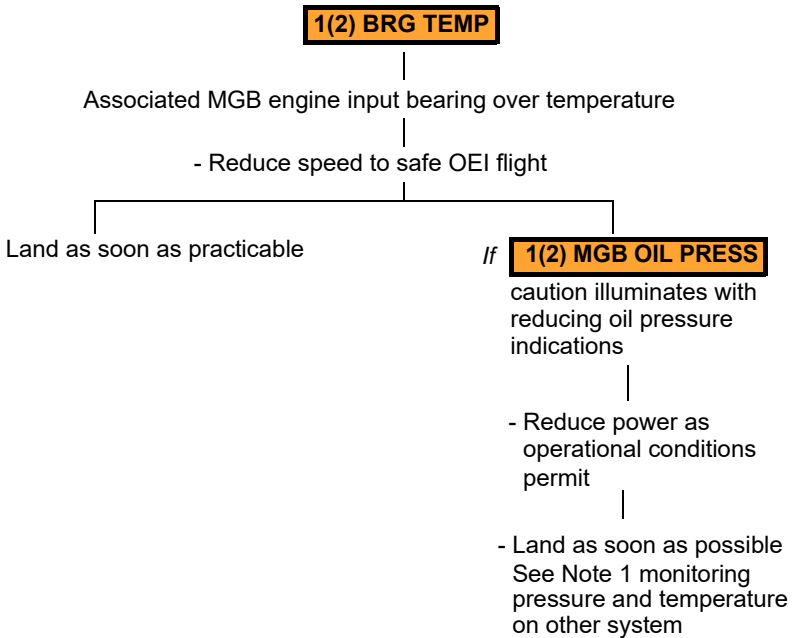 1(2) BRG TEMP
Associated MGB engine input bearing over temperature
- Reduce speed to safe OEI flight
Land as soon as practicable
If 1(2) MGB OIL PRESS
caution illuminates with
reducing oil pressure
indications
- Reduce power as
operational conditions
permit
- Land as soon as possible
See Note 1 monitoring
pressure and temperature
on other system